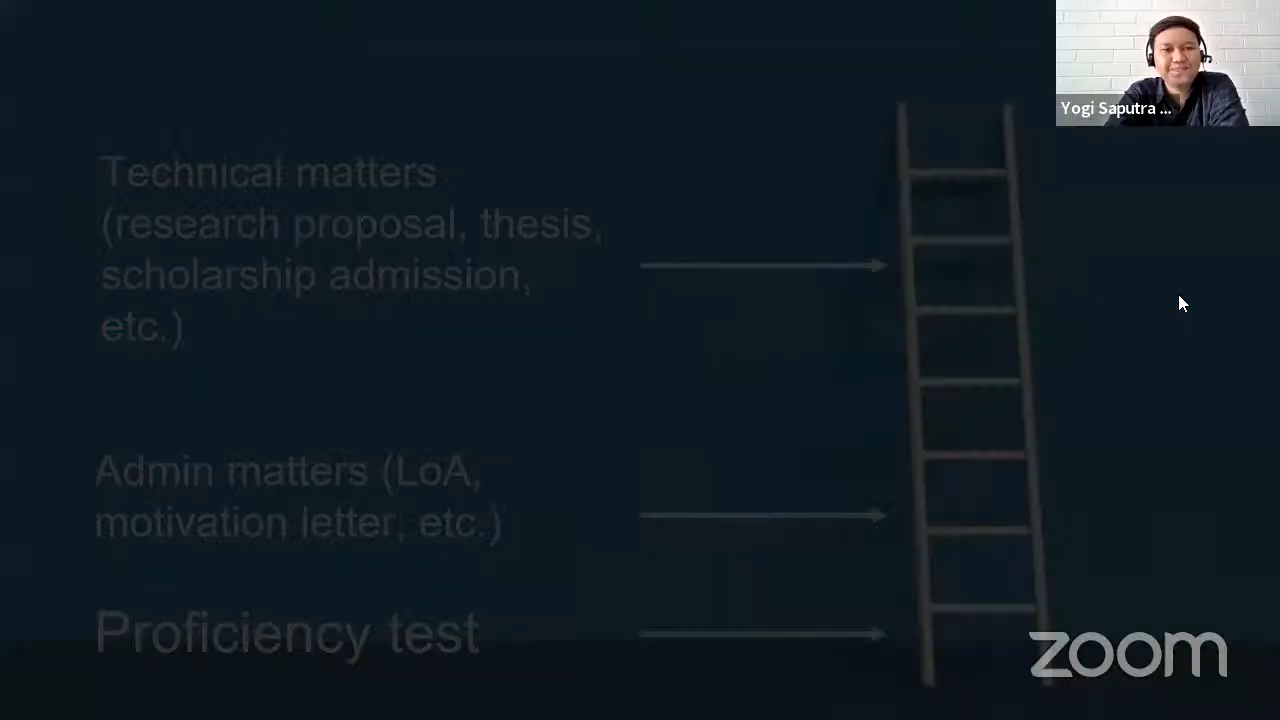 Yogi Saputra ...
Technical matters
(research proposal, thesis,
scholarship admission,
etc.)
Admin matters (LoA,
motivation letter, etc.)
Proficiency test
zoom